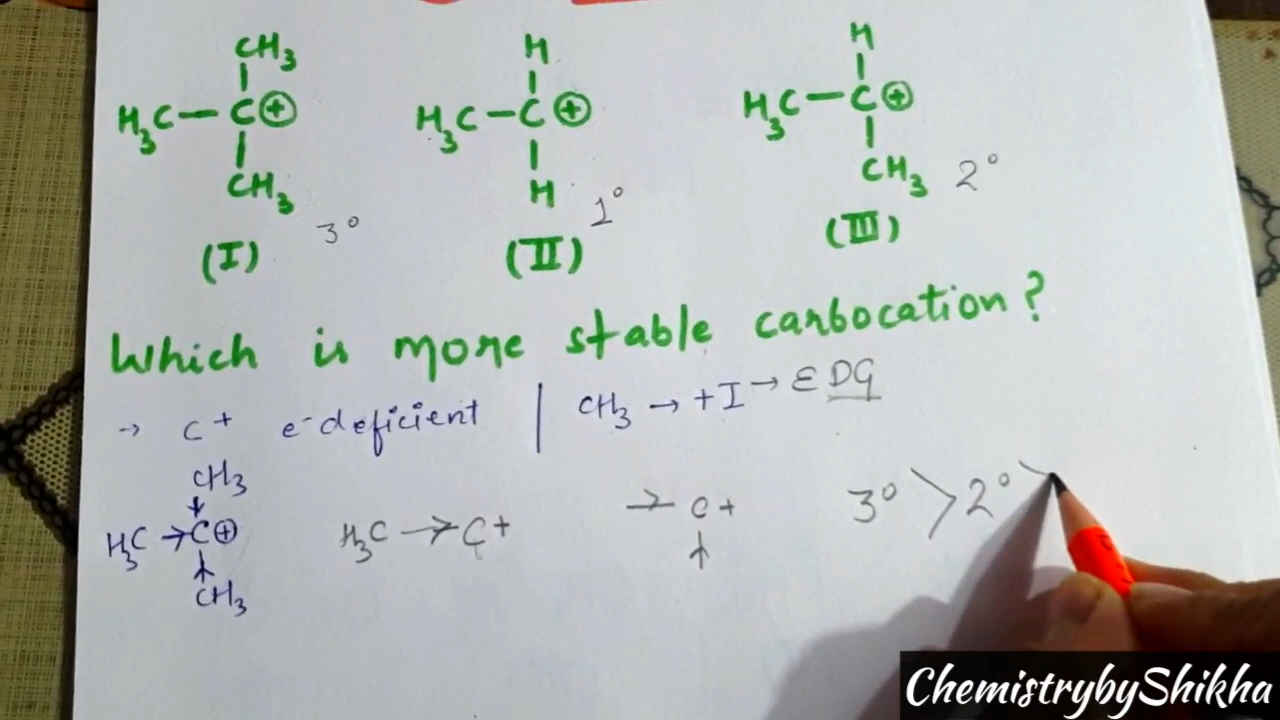 CH3 H H
H3C—C⊕ H3C—C⊕ H3C—C⊕
CH3 H CH3
3° 1° 2°
(I) (II) (III)
Which is more stable carbocation?
→ C+ e-deficient | CH3 → +I → EDG
CH3
H3C→C⊕ H3C→C+ →C+ 3° > 2° >
CH3
ChemistrybyShikha